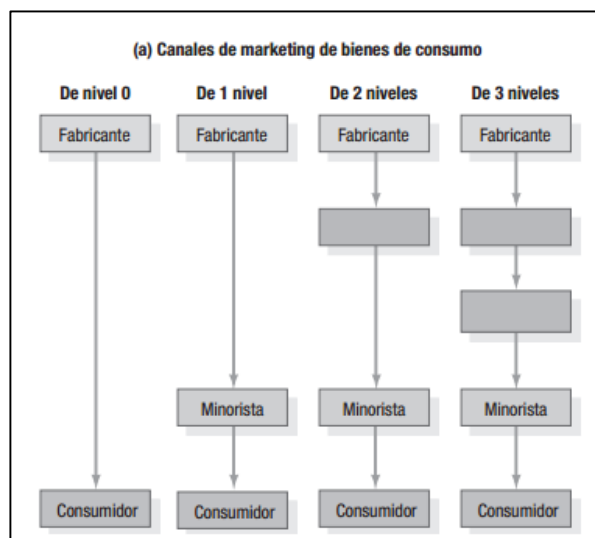 (a) Canales de marketing de bienes de consumo
De nivel 0 De 1 nivel De 2 niveles De 3 niveles
Fabricante Fabricante Fabricante Fabricante
Minorista Minorista Minorista
Consumidor Consumidor Consumidor Consumidor